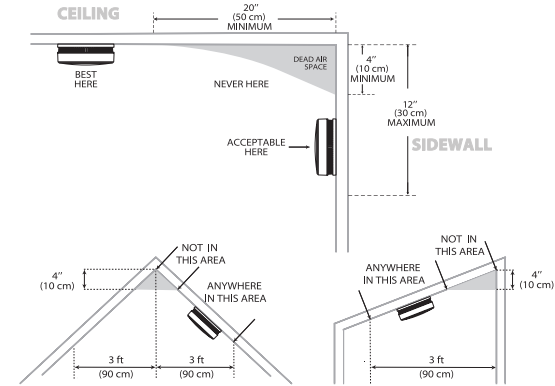 CEILING
20"
(50 cm)
MINIMUM
DEAD AIR
SPACE
4"
(10 cm)
MINIMUM
BEST
HERE
NEVER HERE
12"
(30 cm)
MAXIMUM
ACCEPTABLE
HERE
SIDEWALL
NOT IN
THIS AREA
4"
(10 cm)
ANYWHERE
IN THIS AREA
3 ft
(90 cm)
3 ft
(90 cm)
NOT IN
THIS AREA
ANYWHERE
IN THIS AREA
4"
(10 cm)
3 ft
(90 cm)